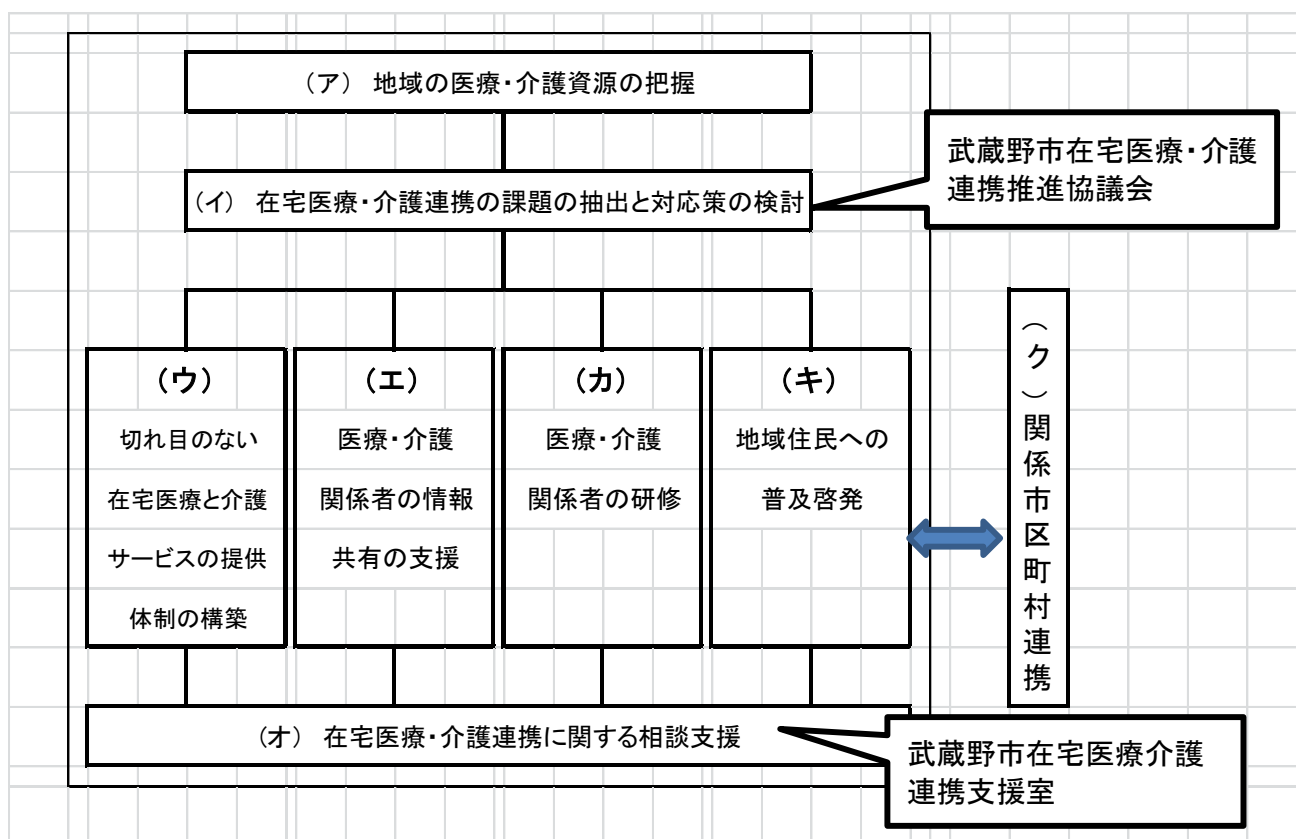 （ア） 地域の医療・介護資源の把握
武蔵野市在宅医療・介護
連携推進協議会
（イ） 在宅医療・介護連携の課題の抽出と対応策の検討
（ウ）
切れ目のない
在宅医療と介護
サービスの提供
体制の構築
（エ）
医療・介護
関係者の情報
共有の支援
（カ）
医療・介護
関係者の研修
（キ）
地域住民への
普及啓発
（ク）関係市区町村連携
（オ） 在宅医療・介護連携に関する相談支援
武蔵野市在宅医療介護
連携支援室